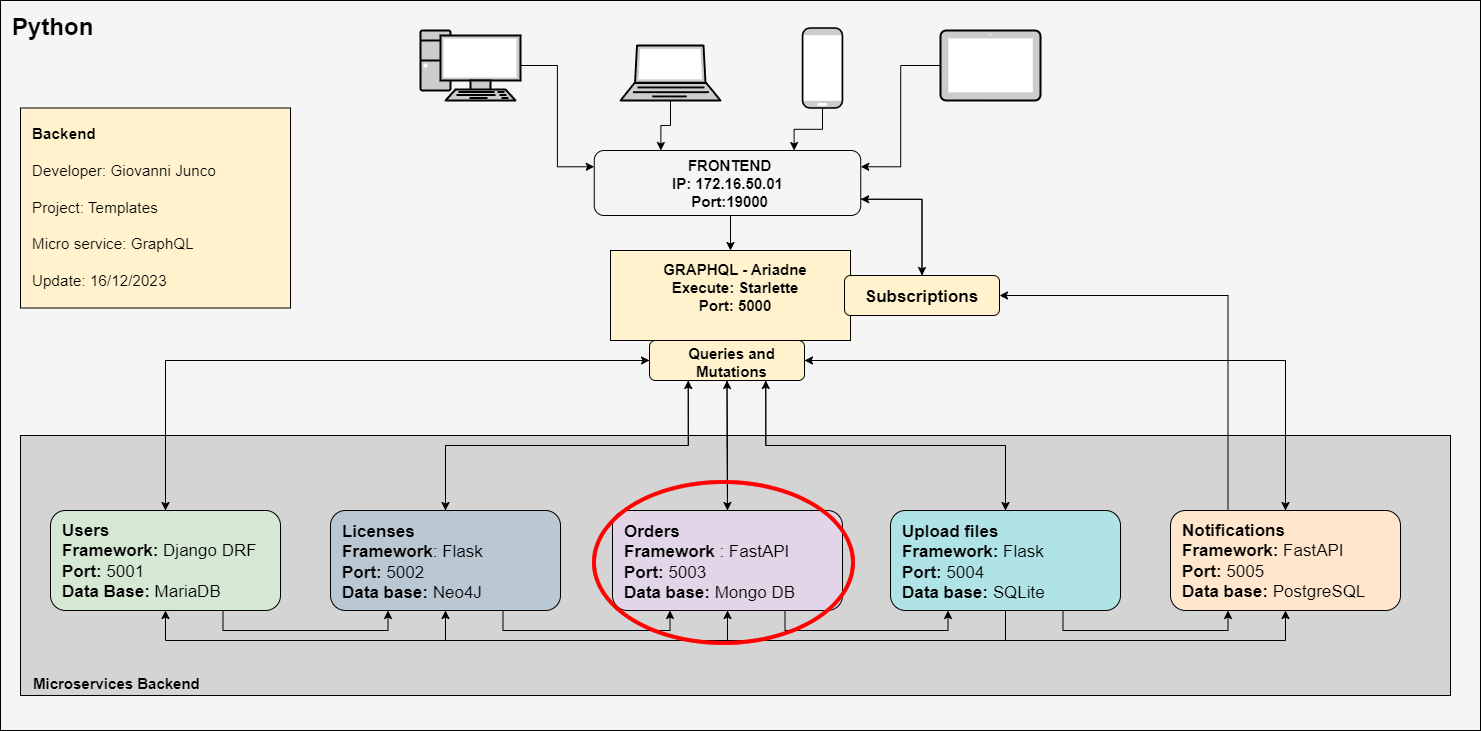 Python
Backend
Developer: Giovanni Junco
Project: Templates
Micro service: GraphQL
Update: 16/12/2023
FRONTEND
IP: 172.16.50.01
Port:19000
GRAPHQL - Ariadne
Execute: Starlette
Port: 5000
Subscriptions
Queries and
Mutations
Users
Framework: Django DRF
Port: 5001
Data Base: MariaDB
Licenses
Framework: Flask
Port: 5002
Data base: Neo4J
Orders
Framework : FastAPI
Port: 5003
Data base: Mongo DB
Upload files
Framework: Flask
Port: 5004
Data base: SQLite
Notifications
Framework: FastAPI
Port: 5005
Data base: PostgreSQL
Microservices Backend